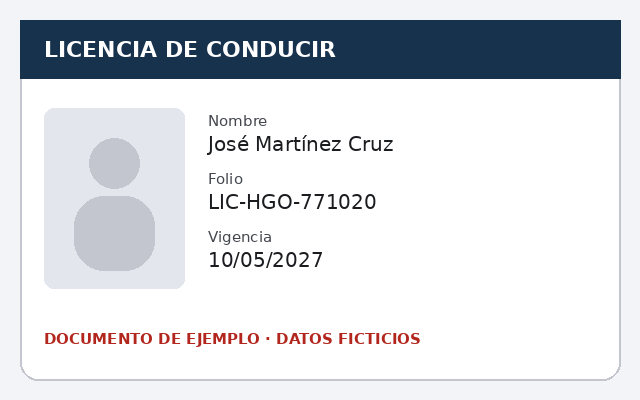 LICENCIA DE CONDUCIR
Nombre
José Martínez Cruz
Folio
LIC-HGO-771020
Vigencia
10/05/2027
DOCUMENTO DE EJEMPLO · DATOS FICTICIOS